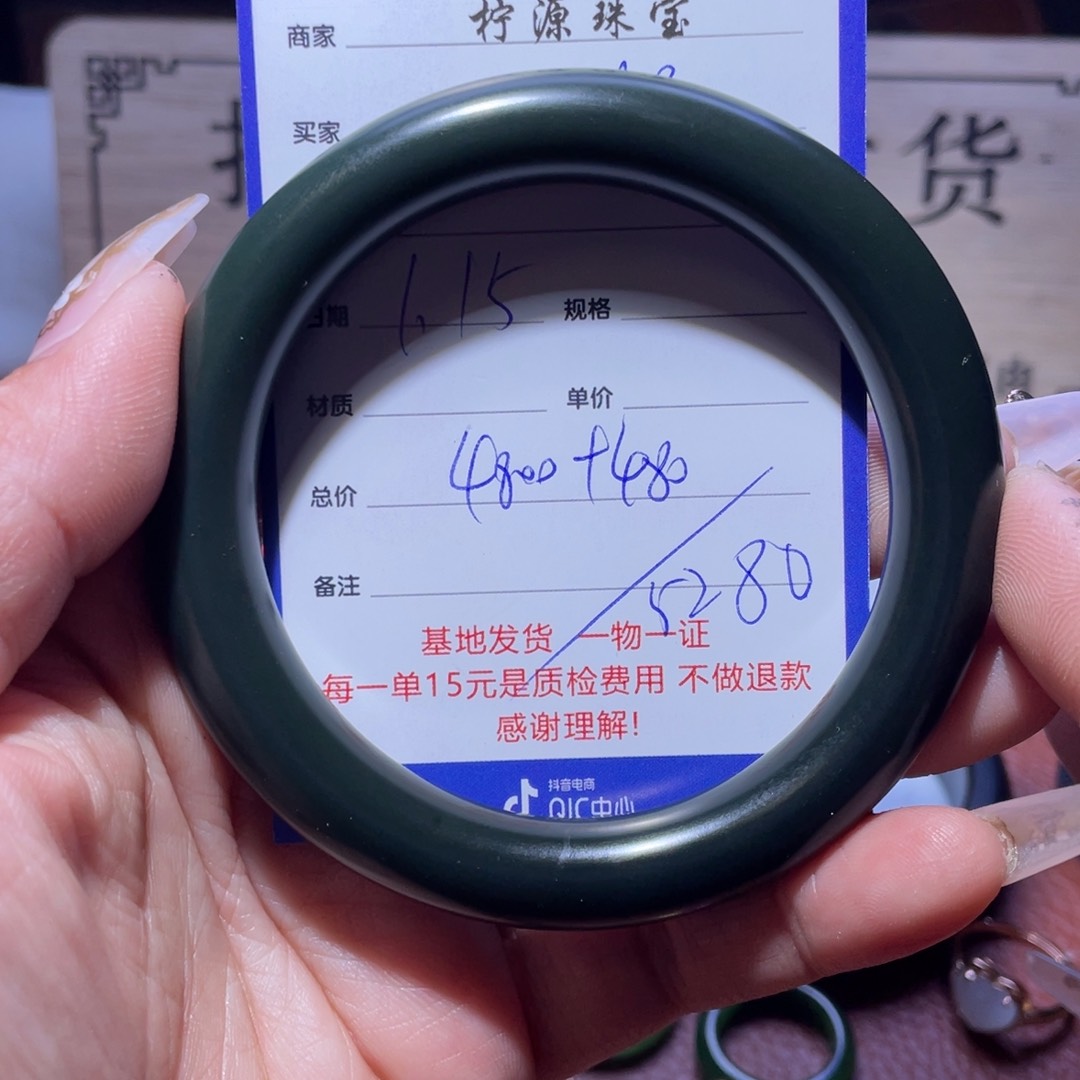 商家 柠源珠宝
买家
货
日期 1.15 规格
材质 单价
总价 4800+480
备注 5280
基地发货 一物一证
每一单15元是质检费用 不做退款
感谢理解!
抖音电商
QIC中心